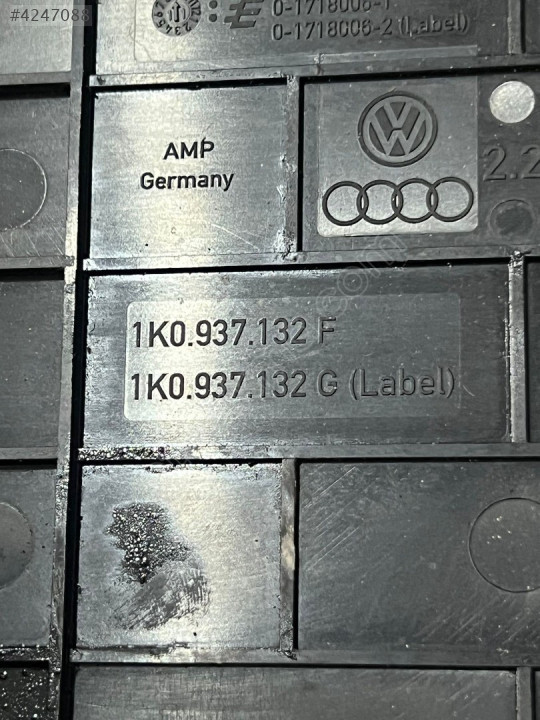 #4247088
0-1718006-1
0-1718006-2 (Label)
AMP
Germany
2.2
1K0.937.132 F
1K0.937.132 G (Label)